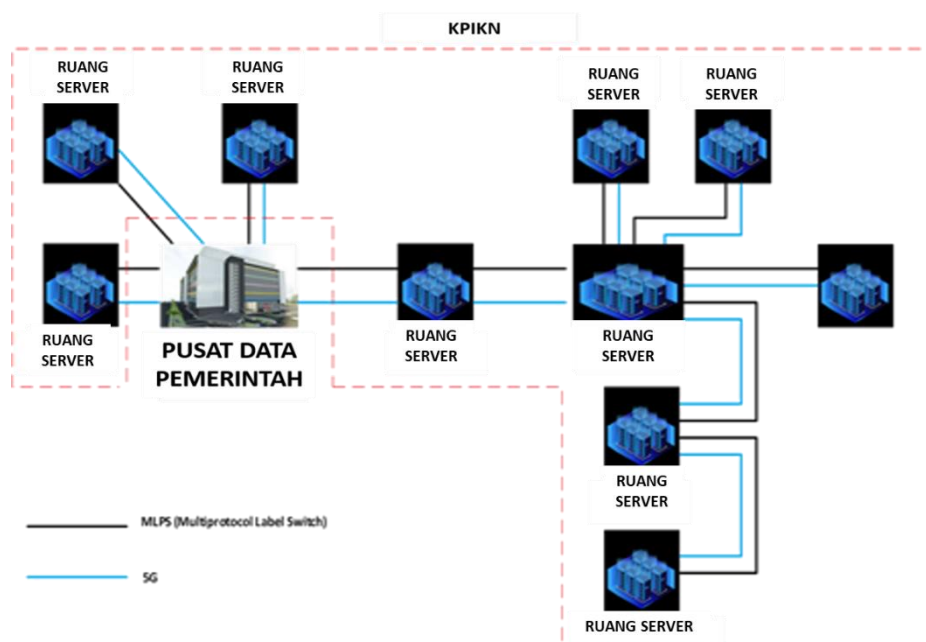 KPIKN
RUANG
SERVER
RUANG
SERVER
RUANG
SERVER
RUANG
SERVER
RUANG
SERVER
PUSAT DATA
PEMERINTAH
RUANG
SERVER
RUANG
SERVER
RUANG
SERVER
MLPS (Multiprotocol Label Switch)
5G
RUANG SERVER